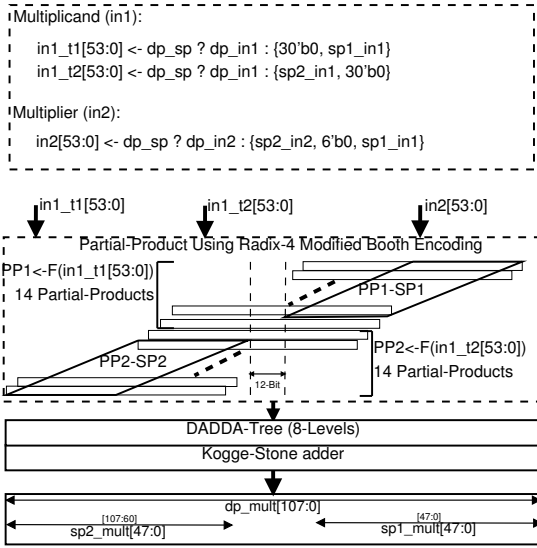 Multiplicand (in1):
in1_t1[53:0] <- dp_sp ? dp_in1 : {30'b0, sp1_in1}
in1_t2[53:0] <- dp_sp ? dp_in1 : {sp2_in1, 30'b0}
Multiplier (in2):
in2[53:0] <- dp_sp ? dp_in2 : {sp2_in2, 6'b0, sp1_in1}
in1_t1[53:0]
in1_t2[53:0]
in2[53:0]
Partial-Product Using Radix-4 Modified Booth Encoding
PP1<-F(in1_t1[53:0])
14 Partial-Products
PP1-SP1
PP2-SP2
PP2<-F(in1_t2[53:0])
14 Partial-Products
12-Bit
DADDA-Tree (8-Levels)
Kogge-Stone adder
dp_mult[107:0]
[107:60]
sp2_mult[47:0]
[47:0]
sp1_mult[47:0]